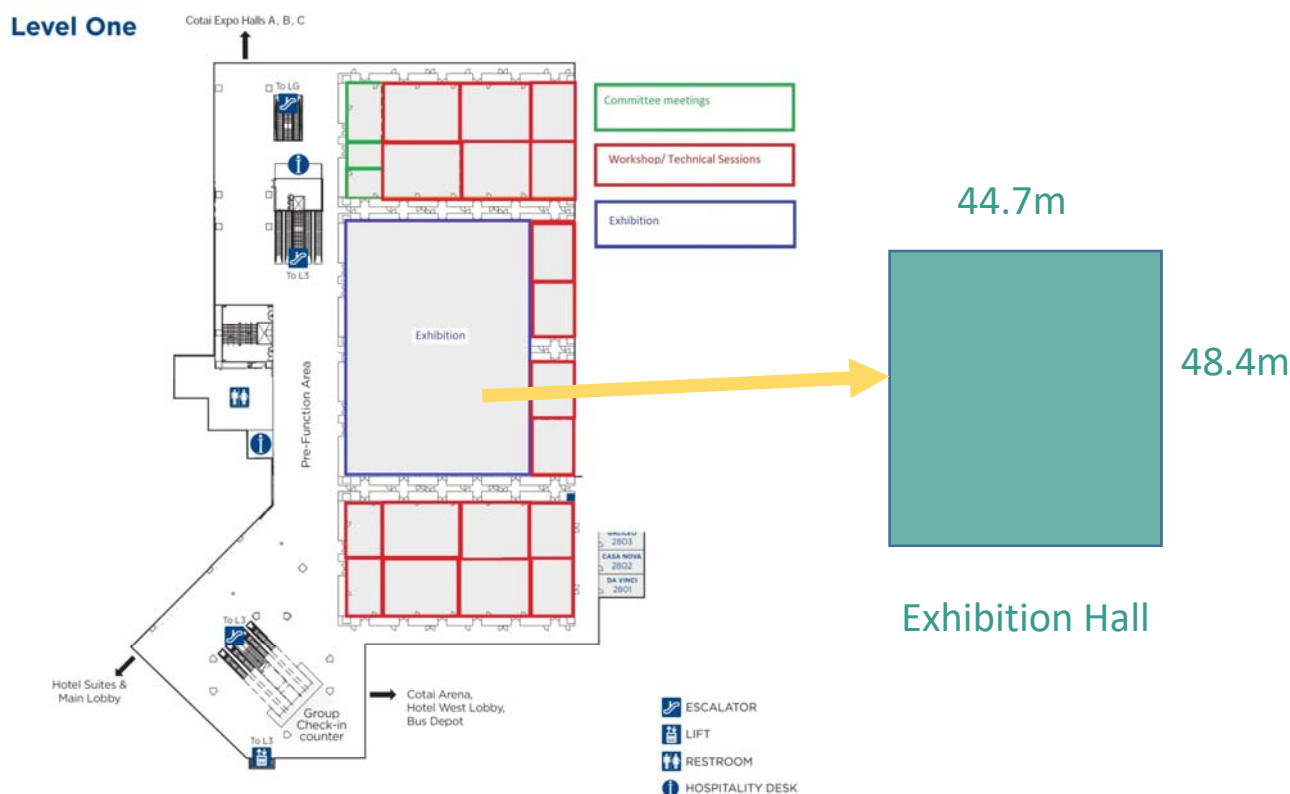 Level One
Cotai Expo Halls A, B, C
To LG
Committee meetings
Workshop/ Technical Sessions
Exhibition
44.7m
To L3
Exhibition
48.4m
Pre-Function Area
2803
CASA NOVA
2802
DA VINCI
2801
Exhibition Hall
To L3
Hotel Suites &
Main Lobby
Cotai Arena,
Hotel West Lobby,
Bus Depot
Group
Check-in
counter
To L3
ESCALATOR
LIFT
RESTROOM
HOSPITALITY DESK